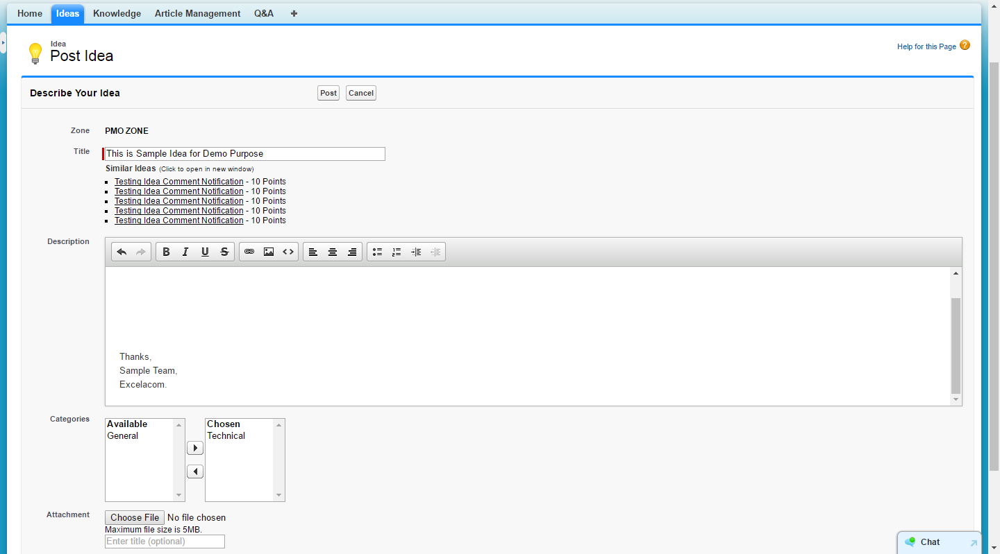 Home Ideas Knowledge Article Management Q&A
Idea
Post Idea
Help for this Page ?
Describe Your Idea
Post Cancel
Zone PMO ZONE
Title This is Sample Idea for Demo Purpose
Similar Ideas (Click to open in new window)
Testing Idea Comment Notification - 10 Points
Testing Idea Comment Notification - 10 Points
Testing Idea Comment Notification - 10 Points
Testing Idea Comment Notification - 10 Points
Testing Idea Comment Notification - 10 Points
Description
B I U S
Thanks,
Sample Team,
Excelacom.
Categories
Available Chosen
General Technical
Attachment Choose File No file chosen
Maximum file size is 5MB.
Enter title (optional)
Chat